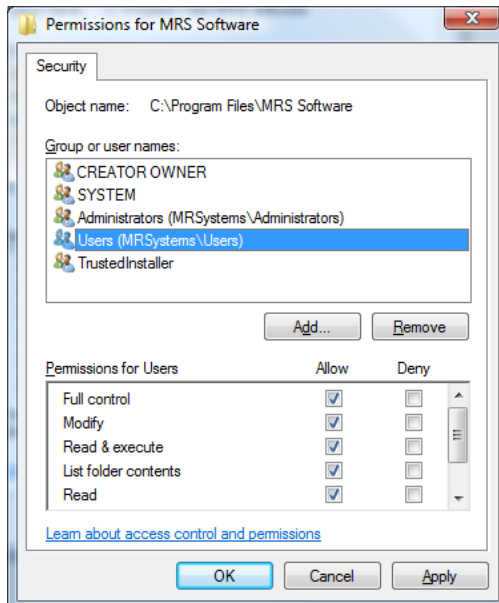 Permissions for MRS Software
Security
Object name: C:\Program Files\MRS Software
Group or user names:
CREATOR OWNER
SYSTEM
Administrators (MRSystems\Administrators)
Users (MRSystems\Users)
TrustedInstaller
Add... Remove
Permissions for Users Allow Deny
Full control
Modify
Read & execute
List folder contents
Read
Learn about access control and permissions
OK Cancel Apply